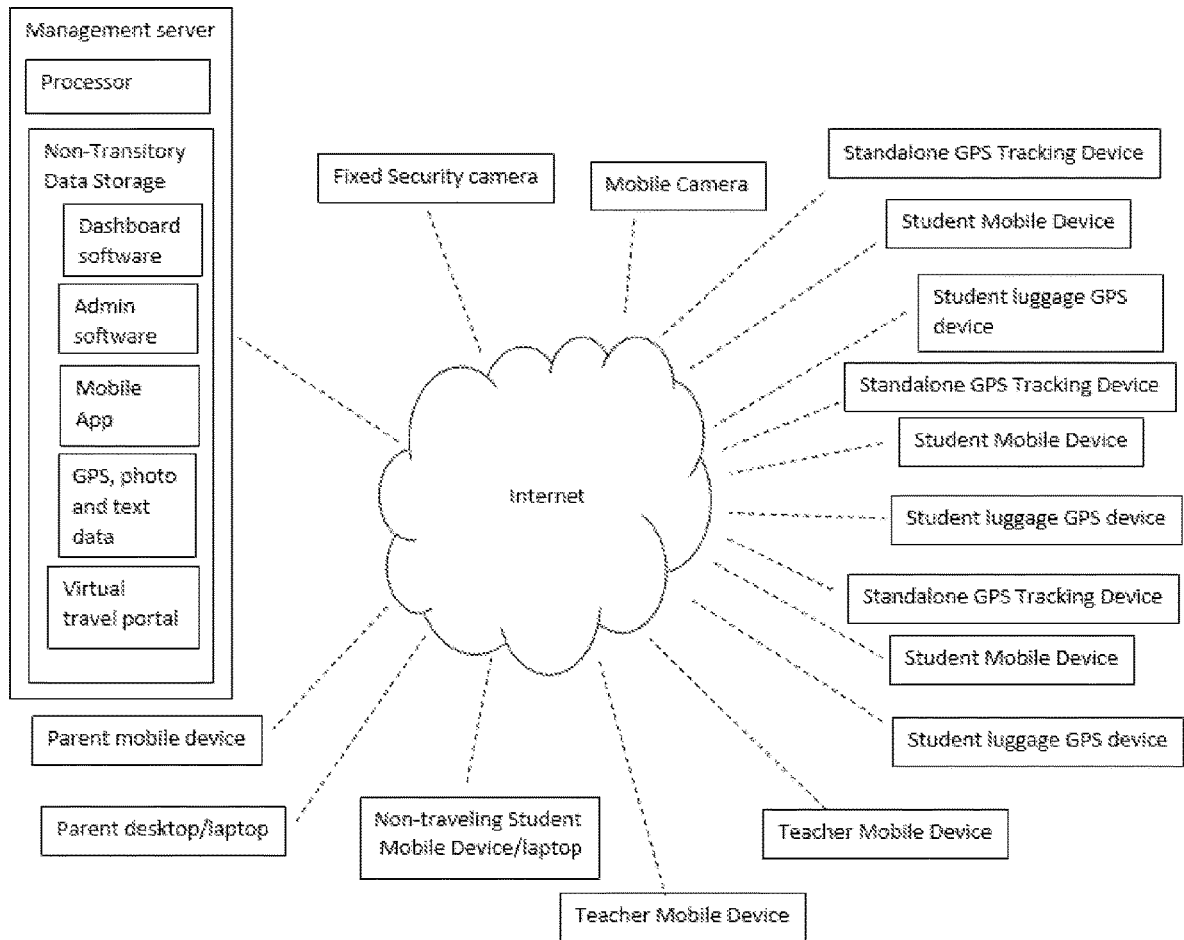 Management server
Processor
Non-Transitory
Data Storage
Dashboard
software
Admin
software
Mobile
App
GPS, photo
and text
data
Virtual
travel portal
Fixed Security camera
Mobile Camera
Standalone GPS Tracking Device
Student Mobile Device
Student luggage GPS
device
Standalone GPS Tracking Device
Student Mobile Device
Internet
Student luggage GPS device
Standalone GPS Tracking Device
Student Mobile Device
Student luggage GPS device
Parent mobile device
Parent desktop/laptop
Non-traveling Student
Mobile Device/laptop
Teacher Mobile Device
Teacher Mobile Device